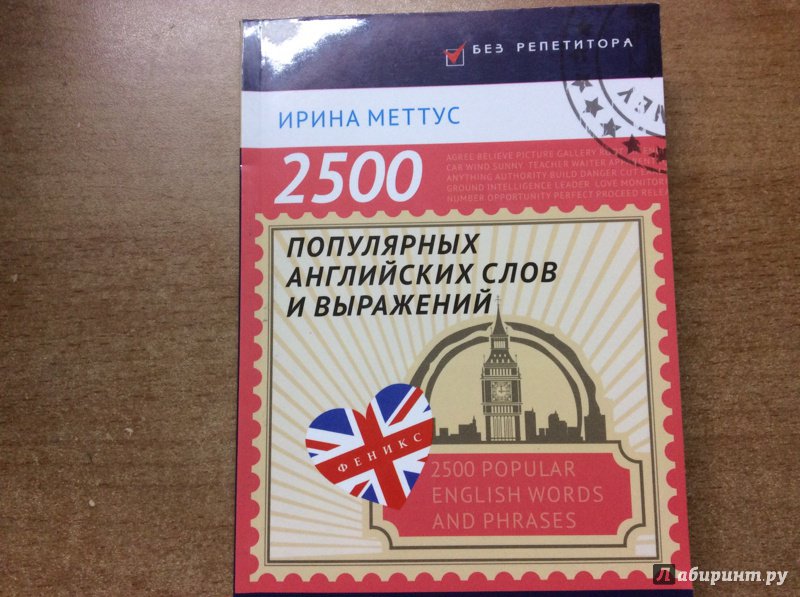 БЕЗ РЕПЕТИТОРА
ИРИНА МЕТТУС
2500
AGREE BELIEVE PICTURE GALLERY
CAR WIND SUNNY TEACHER WAITER
ANYTHING AUTHORITY BUILD DANGER CUT
GROUND INTELLIGENCE LEADER LOVE MONITOR
NUMBER OPPORTUNITY PERFECT PROCEED
ПОПУЛЯРНЫХ
АНГЛИЙСКИХ СЛОВ
И ВЫРАЖЕНИЙ
ФЕНИКС
2500 POPULAR
ENGLISH WORDS
AND PHRASES
Лабиринт.ру